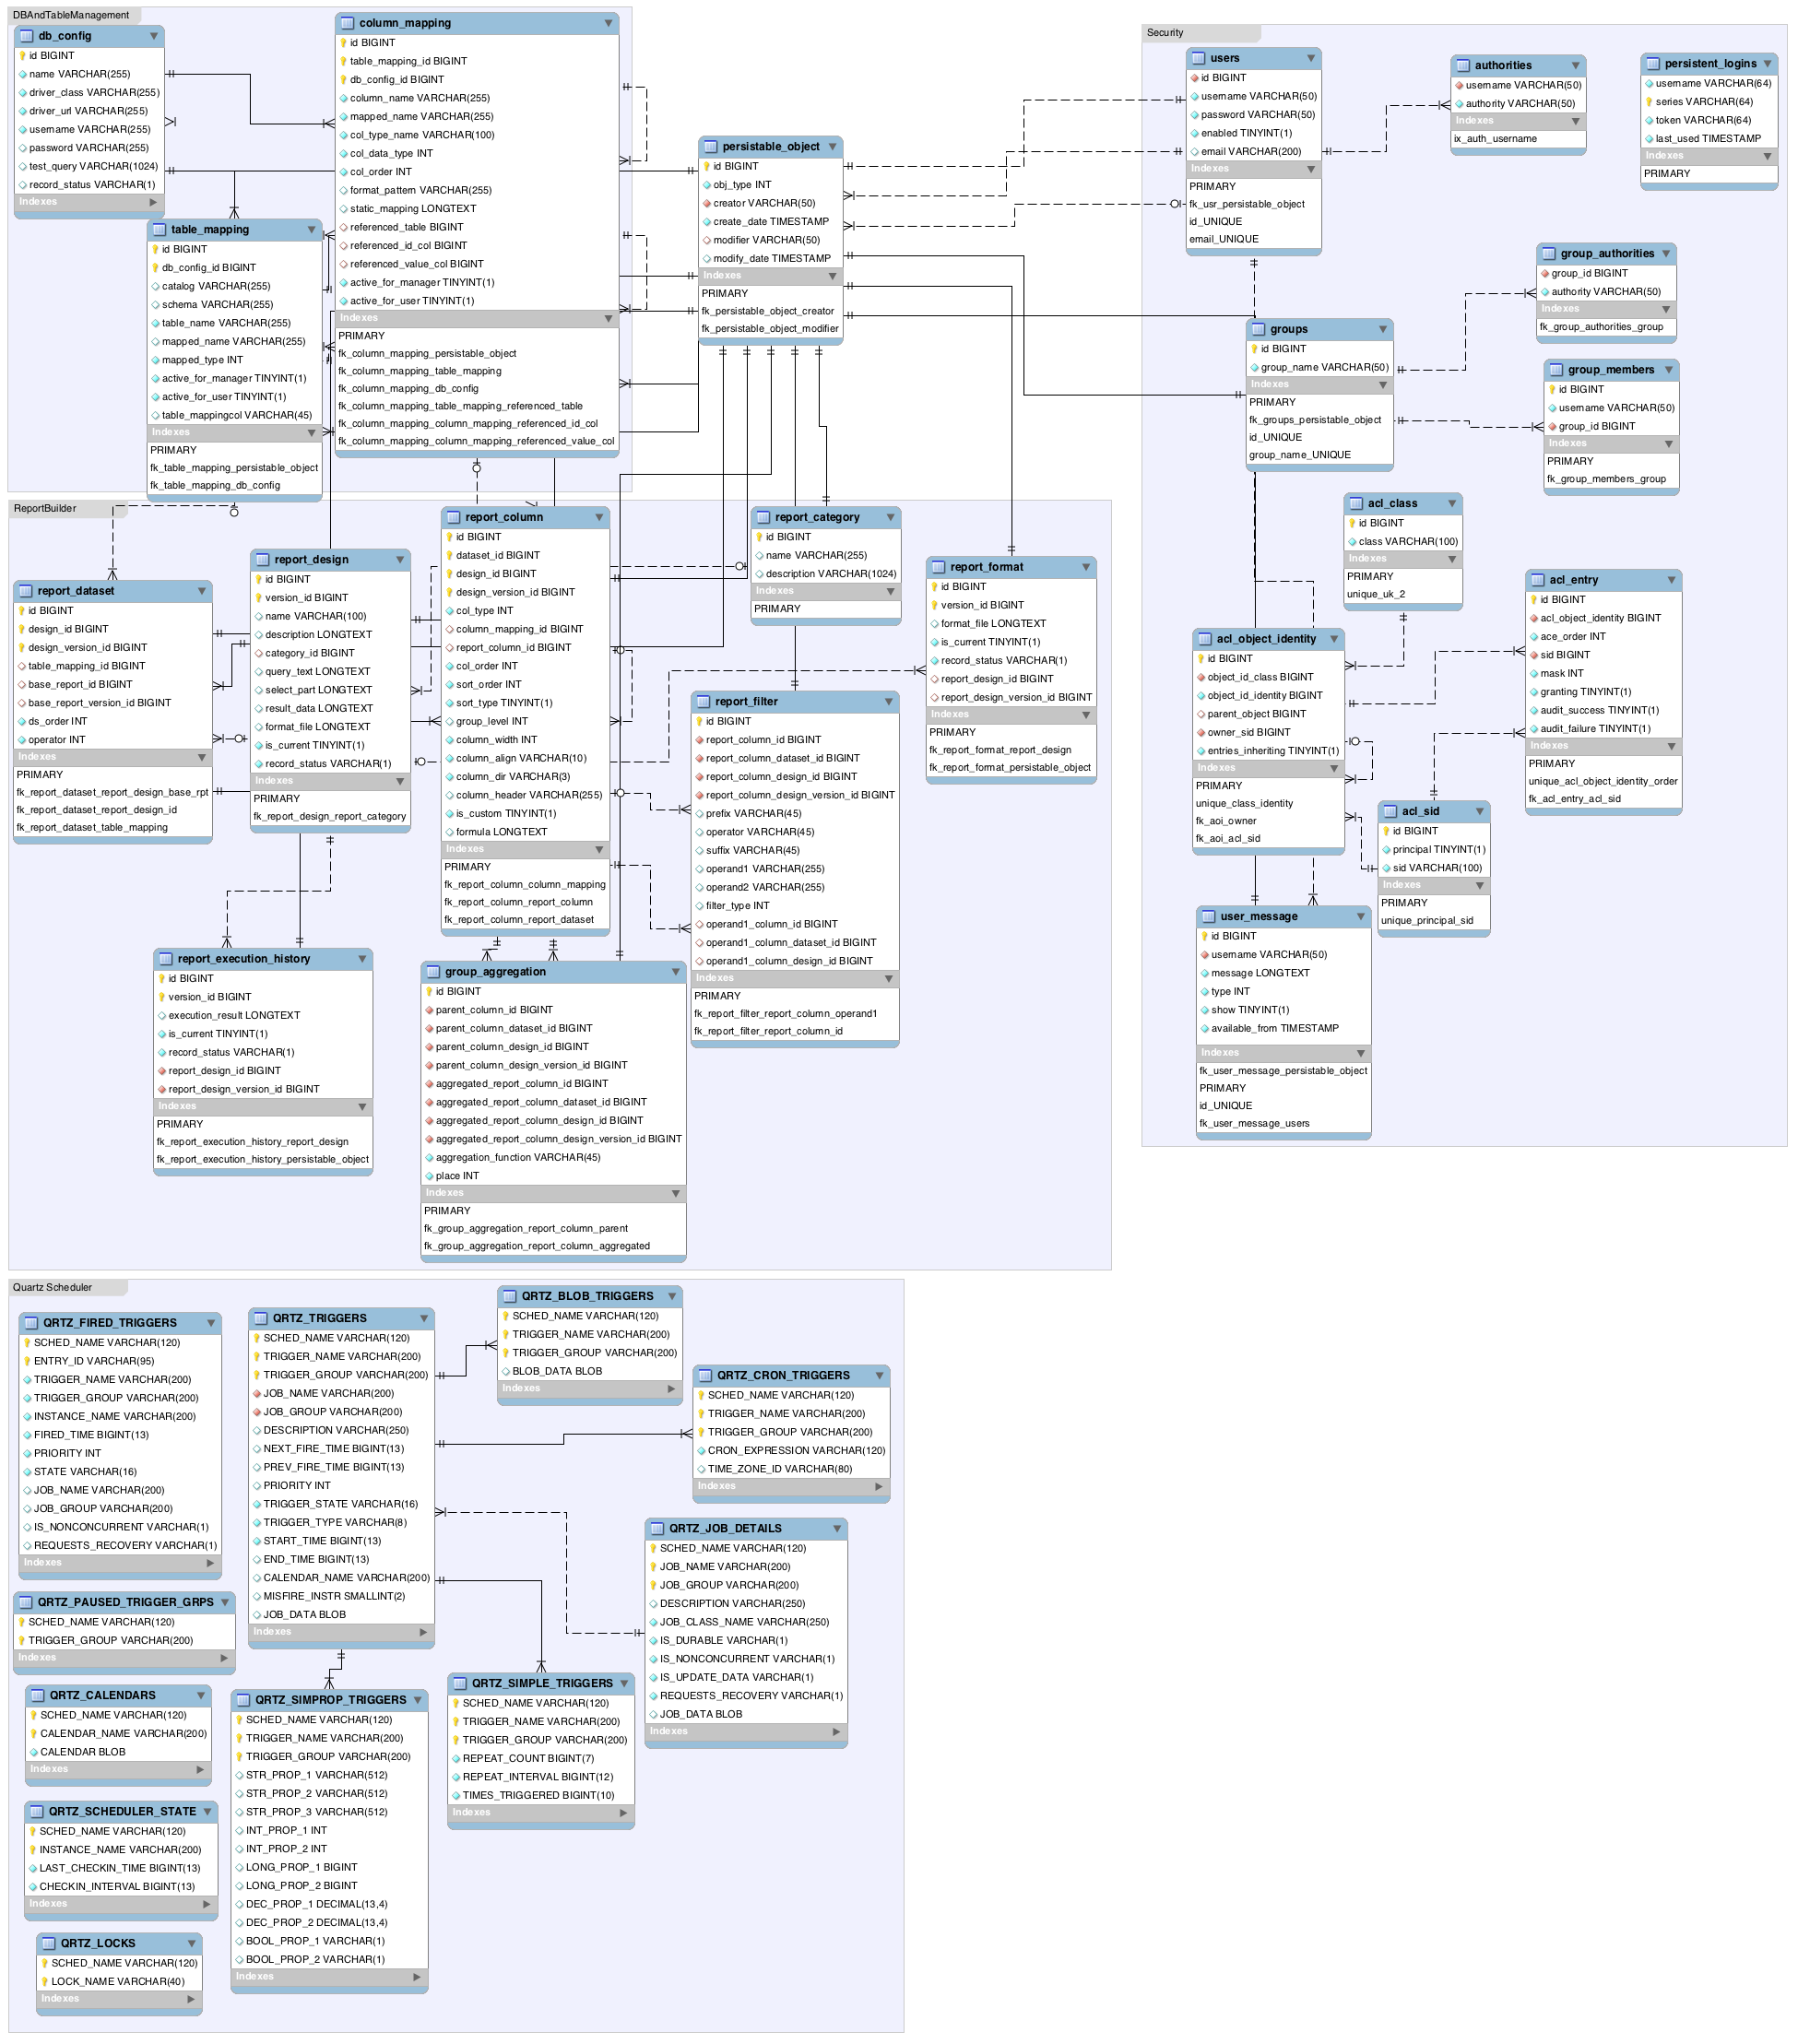 DBAndTableManagement
db_config
id BIGINT
name VARCHAR(255)
driver_class VARCHAR(255)
driver_url VARCHAR(255)
username VARCHAR(255)
password VARCHAR(255)
test_query VARCHAR(1024)
record_status VARCHAR(1)
Indexes
column_mapping
id BIGINT
table_mapping_id BIGINT
db_config_id BIGINT
column_name VARCHAR(255)
mapped_name VARCHAR(255)
col_type_name VARCHAR(100)
col_data_type INT
col_order INT
format_pattern VARCHAR(255)
static_mapping LONGTEXT
referenced_table BIGINT
referenced_id_col BIGINT
referenced_value_col BIGINT
active_for_manager TINYINT(1)
active_for_user TINYINT(1)
Indexes
PRIMARY
fk_column_mapping_persistable_object
fk_column_mapping_table_mapping
fk_column_mapping_db_config
fk_column_mapping_table_mapping_referenced_table
fk_column_mapping_column_mapping_referenced_id_col
fk_column_mapping_column_mapping_referenced_value_col
table_mapping
id BIGINT
db_config_id BIGINT
catalog VARCHAR(255)
schema VARCHAR(255)
table_name VARCHAR(255)
mapped_name VARCHAR(255)
mapped_type INT
active_for_manager TINYINT(1)
active_for_user TINYINT(1)
table_mappingcol VARCHAR(45)
Indexes
PRIMARY
fk_table_mapping_persistable_object
fk_table_mapping_db_config
persistable_object
id BIGINT
obj_type INT
creator VARCHAR(50)
create_date TIMESTAMP
modifier VARCHAR(50)
modify_date TIMESTAMP
Indexes
PRIMARY
fk_persistable_object_creator
fk_persistable_object_modifier
Security
users
id BIGINT
username VARCHAR(50)
password VARCHAR(50)
enabled TINYINT(1)
email VARCHAR(200)
Indexes
PRIMARY
fk_usr_persistable_object
id_UNIQUE
email_UNIQUE
authorities
username VARCHAR(50)
authority VARCHAR(50)
Indexes
ix_auth_username
persistent_logins
username VARCHAR(64)
series VARCHAR(64)
token VARCHAR(64)
last_used TIMESTAMP
Indexes
PRIMARY
group_authorities
group_id BIGINT
authority VARCHAR(50)
Indexes
fk_group_authorities_group
groups
id BIGINT
group_name VARCHAR(50)
Indexes
PRIMARY
fk_groups_persistable_object
id_UNIQUE
group_name_UNIQUE
group_members
id BIGINT
username VARCHAR(50)
group_id BIGINT
Indexes
PRIMARY
fk_group_members_group
acl_class
id BIGINT
class VARCHAR(100)
Indexes
PRIMARY
unique_uk_2
acl_entry
id BIGINT
acl_object_identity BIGINT
ace_order INT
sid BIGINT
mask INT
granting TINYINT(1)
audit_success TINYINT(1)
audit_failure TINYINT(1)
Indexes
PRIMARY
unique_acl_object_identity_order
fk_acl_entry_acl_sid
acl_object_identity
id BIGINT
object_id_class BIGINT
object_id_identity BIGINT
parent_object BIGINT
owner_sid BIGINT
entries_inheriting TINYINT(1)
Indexes
PRIMARY
unique_class_identity
fk_aoi_owner
fk_aoi_acl_sid
acl_sid
id BIGINT
principal TINYINT(1)
sid VARCHAR(100)
Indexes
PRIMARY
unique_principal_sid
user_message
id BIGINT
username VARCHAR(50)
message LONGTEXT
type INT
show TINYINT(1)
available_from TIMESTAMP
Indexes
fk_user_message_persistable_object
PRIMARY
id_UNIQUE
fk_user_message_users
ReportBuilder
report_dataset
id BIGINT
design_id BIGINT
design_version_id BIGINT
table_mapping_id BIGINT
base_report_id BIGINT
base_report_version_id BIGINT
ds_order INT
operator INT
Indexes
PRIMARY
fk_report_dataset_report_design_base_rpt
fk_report_dataset_report_design_id
fk_report_dataset_table_mapping
report_design
id BIGINT
version_id BIGINT
name VARCHAR(100)
description LONGTEXT
category_id BIGINT
query_text LONGTEXT
select_part LONGTEXT
result_data LONGTEXT
format_file LONGTEXT
is_current TINYINT(1)
record_status VARCHAR(1)
Indexes
PRIMARY
fk_report_design_report_category
report_column
id BIGINT
dataset_id BIGINT
design_id BIGINT
design_version_id BIGINT
col_type INT
column_mapping_id BIGINT
report_column_id BIGINT
col_order INT
sort_order INT
sort_type TINYINT(1)
group_level INT
column_width INT
column_align VARCHAR(10)
column_dir VARCHAR(3)
column_header VARCHAR(255)
is_custom TINYINT(1)
formula LONGTEXT
Indexes
PRIMARY
fk_report_column_column_mapping
fk_report_column_report_column
fk_report_column_report_dataset
report_category
id BIGINT
name VARCHAR(255)
description VARCHAR(1024)
Indexes
PRIMARY
report_format
id BIGINT
version_id BIGINT
format_file LONGTEXT
is_current TINYINT(1)
record_status VARCHAR(1)
report_design_id BIGINT
report_design_version_id BIGINT
Indexes
PRIMARY
fk_report_format_report_design
fk_report_format_persistable_object
report_filter
id BIGINT
report_column_id BIGINT
report_column_dataset_id BIGINT
report_column_design_id BIGINT
report_column_design_version_id BIGINT
prefix VARCHAR(45)
operator VARCHAR(45)
suffix VARCHAR(45)
operand1 VARCHAR(255)
operand2 VARCHAR(255)
filter_type INT
operand1_column_id BIGINT
operand1_column_dataset_id BIGINT
operand1_column_design_id BIGINT
Indexes
PRIMARY
fk_report_filter_report_column_operand1
fk_report_filter_report_column_id
report_execution_history
id BIGINT
version_id BIGINT
execution_result LONGTEXT
is_current TINYINT(1)
record_status VARCHAR(1)
report_design_id BIGINT
report_design_version_id BIGINT
Indexes
PRIMARY
fk_report_execution_history_report_design
fk_report_execution_history_persistable_object
group_aggregation
id BIGINT
parent_column_id BIGINT
parent_column_dataset_id BIGINT
parent_column_design_id BIGINT
parent_column_design_version_id BIGINT
aggregated_report_column_id BIGINT
aggregated_report_column_dataset_id BIGINT
aggregated_report_column_design_id BIGINT
aggregated_report_column_design_version_id BIGINT
aggregation_function VARCHAR(45)
place INT
Indexes
PRIMARY
fk_group_aggregation_report_column_parent
fk_group_aggregation_report_column_aggregated
Quartz Scheduler
QRTZ_FIRED_TRIGGERS
SCHED_NAME VARCHAR(120)
ENTRY_ID VARCHAR(95)
TRIGGER_NAME VARCHAR(200)
TRIGGER_GROUP VARCHAR(200)
INSTANCE_NAME VARCHAR(200)
FIRED_TIME BIGINT(13)
PRIORITY INT
STATE VARCHAR(16)
JOB_NAME VARCHAR(200)
JOB_GROUP VARCHAR(200)
IS_NONCONCURRENT VARCHAR(1)
REQUESTS_RECOVERY VARCHAR(1)
Indexes
QRTZ_TRIGGERS
SCHED_NAME VARCHAR(120)
TRIGGER_NAME VARCHAR(200)
TRIGGER_GROUP VARCHAR(200)
JOB_NAME VARCHAR(200)
JOB_GROUP VARCHAR(200)
DESCRIPTION VARCHAR(250)
NEXT_FIRE_TIME BIGINT(13)
PREV_FIRE_TIME BIGINT(13)
PRIORITY INT
TRIGGER_STATE VARCHAR(16)
TRIGGER_TYPE VARCHAR(8)
START_TIME BIGINT(13)
END_TIME BIGINT(13)
CALENDAR_NAME VARCHAR(200)
MISFIRE_INSTR SMALLINT(2)
JOB_DATA BLOB
Indexes
QRTZ_BLOB_TRIGGERS
SCHED_NAME VARCHAR(120)
TRIGGER_NAME VARCHAR(200)
TRIGGER_GROUP VARCHAR(200)
BLOB_DATA BLOB
Indexes
QRTZ_CRON_TRIGGERS
SCHED_NAME VARCHAR(120)
TRIGGER_NAME VARCHAR(200)
TRIGGER_GROUP VARCHAR(200)
CRON_EXPRESSION VARCHAR(120)
TIME_ZONE_ID VARCHAR(80)
Indexes
QRTZ_JOB_DETAILS
SCHED_NAME VARCHAR(120)
JOB_NAME VARCHAR(200)
JOB_GROUP VARCHAR(200)
DESCRIPTION VARCHAR(250)
JOB_CLASS_NAME VARCHAR(250)
IS_DURABLE VARCHAR(1)
IS_NONCONCURRENT VARCHAR(1)
IS_UPDATE_DATA VARCHAR(1)
REQUESTS_RECOVERY VARCHAR(1)
JOB_DATA BLOB
Indexes
QRTZ_PAUSED_TRIGGER_GRPS
SCHED_NAME VARCHAR(120)
TRIGGER_GROUP VARCHAR(200)
Indexes
QRTZ_CALENDARS
SCHED_NAME VARCHAR(120)
CALENDAR_NAME VARCHAR(200)
CALENDAR BLOB
Indexes
QRTZ_SIMPROP_TRIGGERS
SCHED_NAME VARCHAR(120)
TRIGGER_NAME VARCHAR(200)
TRIGGER_GROUP VARCHAR(200)
STR_PROP_1 VARCHAR(512)
STR_PROP_2 VARCHAR(512)
STR_PROP_3 VARCHAR(512)
INT_PROP_1 INT
INT_PROP_2 INT
LONG_PROP_1 BIGINT
LONG_PROP_2 BIGINT
DEC_PROP_1 DECIMAL(13,4)
DEC_PROP_2 DECIMAL(13,4)
BOOL_PROP_1 VARCHAR(1)
BOOL_PROP_2 VARCHAR(1)
Indexes
QRTZ_SIMPLE_TRIGGERS
SCHED_NAME VARCHAR(120)
TRIGGER_NAME VARCHAR(200)
TRIGGER_GROUP VARCHAR(200)
REPEAT_COUNT BIGINT(7)
REPEAT_INTERVAL BIGINT(12)
TIMES_TRIGGERED BIGINT(10)
Indexes
QRTZ_SCHEDULER_STATE
SCHED_NAME VARCHAR(120)
INSTANCE_NAME VARCHAR(200)
LAST_CHECKIN_TIME BIGINT(13)
CHECKIN_INTERVAL BIGINT(13)
Indexes
QRTZ_LOCKS
SCHED_NAME VARCHAR(120)
LOCK_NAME VARCHAR(40)
Indexes